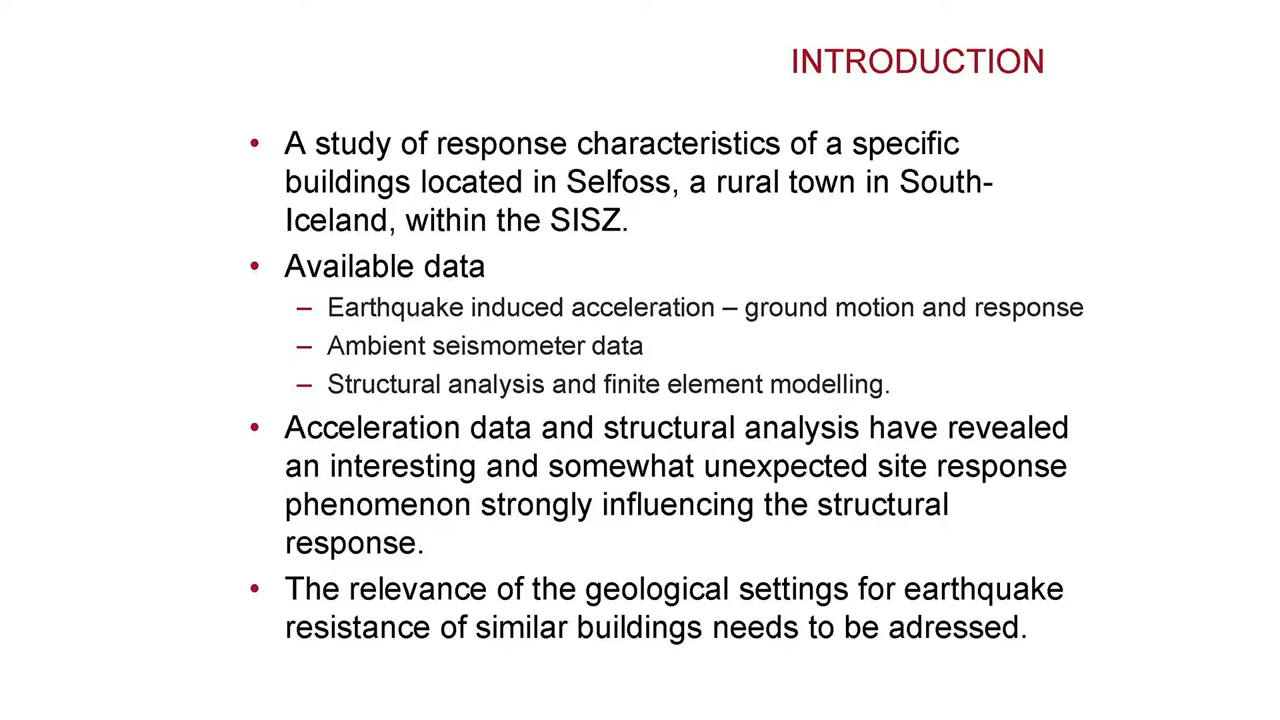 INTRODUCTION
• A study of response characteristics of a specific
buildings located in Selfoss, a rural town in South-
Iceland, within the SISZ.
• Available data
– Earthquake induced acceleration – ground motion and response
– Ambient seismometer data
– Structural analysis and finite element modelling.
• Acceleration data and structural analysis have revealed
an interesting and somewhat unexpected site response
phenomenon strongly influencing the structural
response.
• The relevance of the geological settings for earthquake
resistance of similar buildings needs to be adressed.